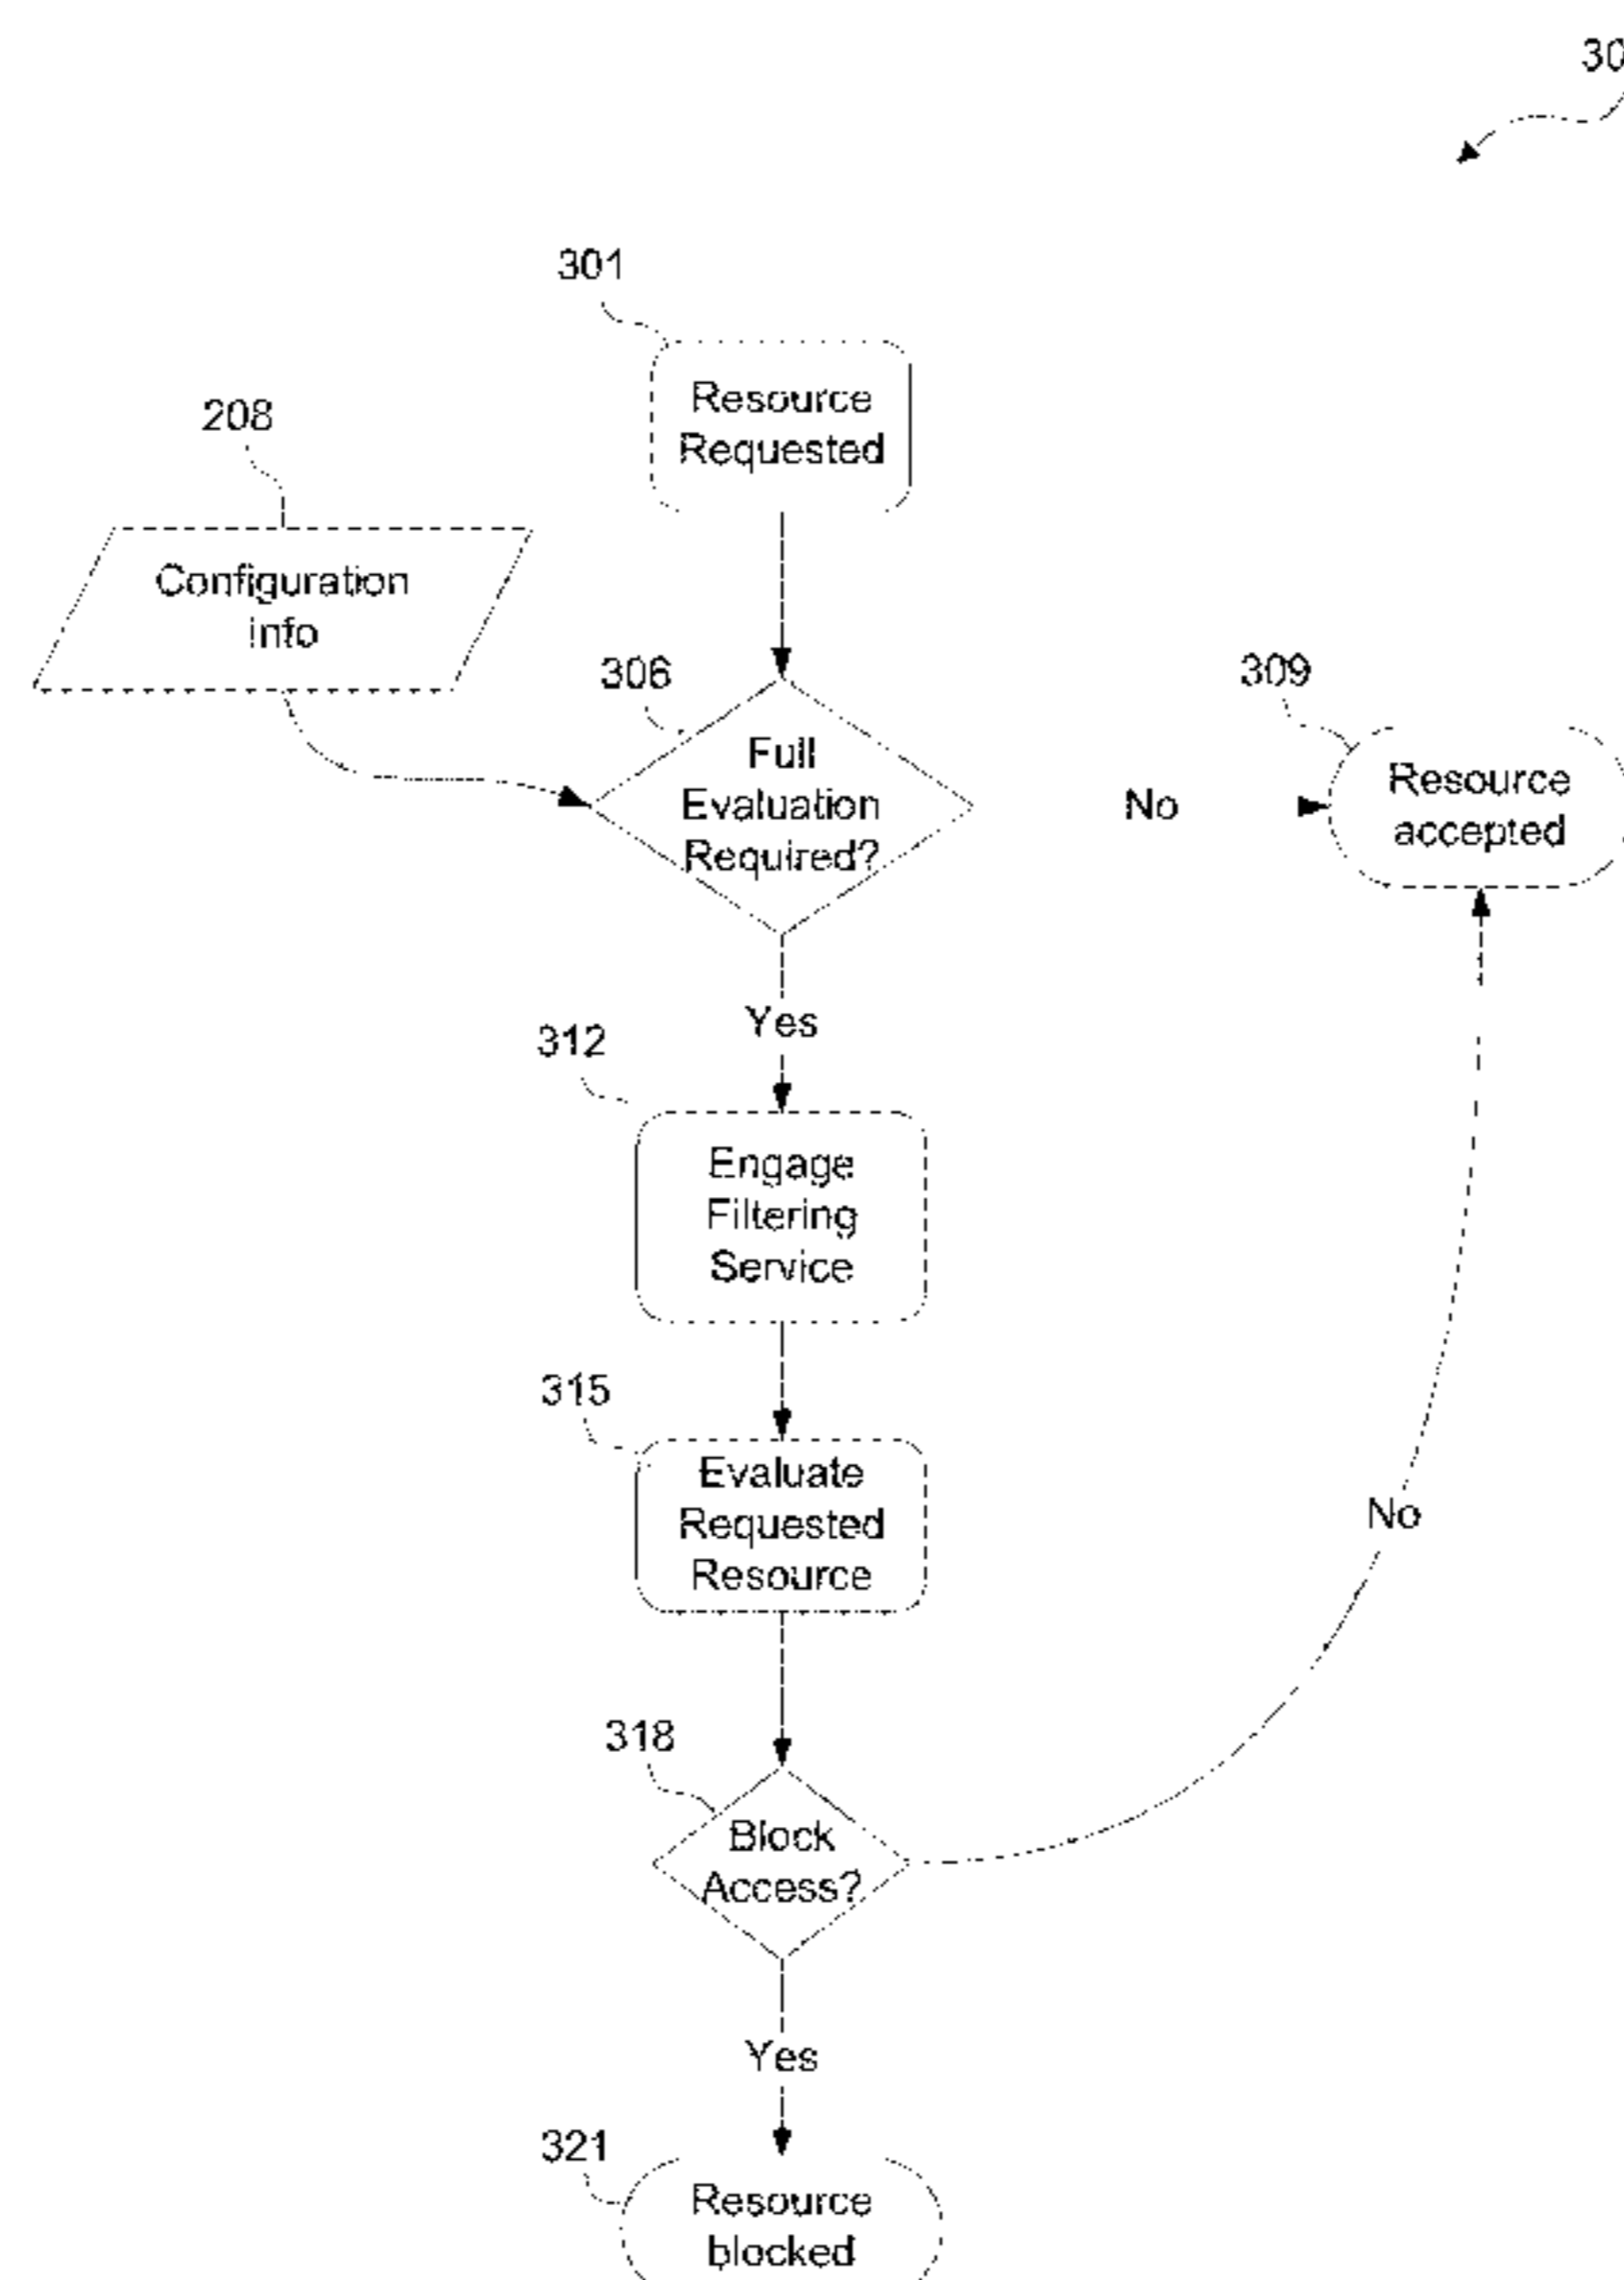 301
Resource
Requested
208
Configuration
info
306
Full
Evaluation
Required?
No
309
Resource
accepted
Yes
312
Engage
Filtering
Service
315
Evaluate
Requested
Resource
No
318
Block
Access?
Yes
321
Resource
blocked